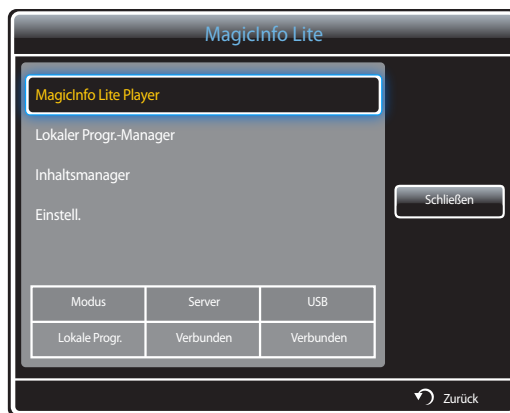 MagicInfo Lite
MagicInfo Lite Player
Lokaler Progr.-Manager
Inhaltsmanager
Einstell.
Schließen
Modus Server USB
Lokale Progr. Verbunden Verbunden
Zurück